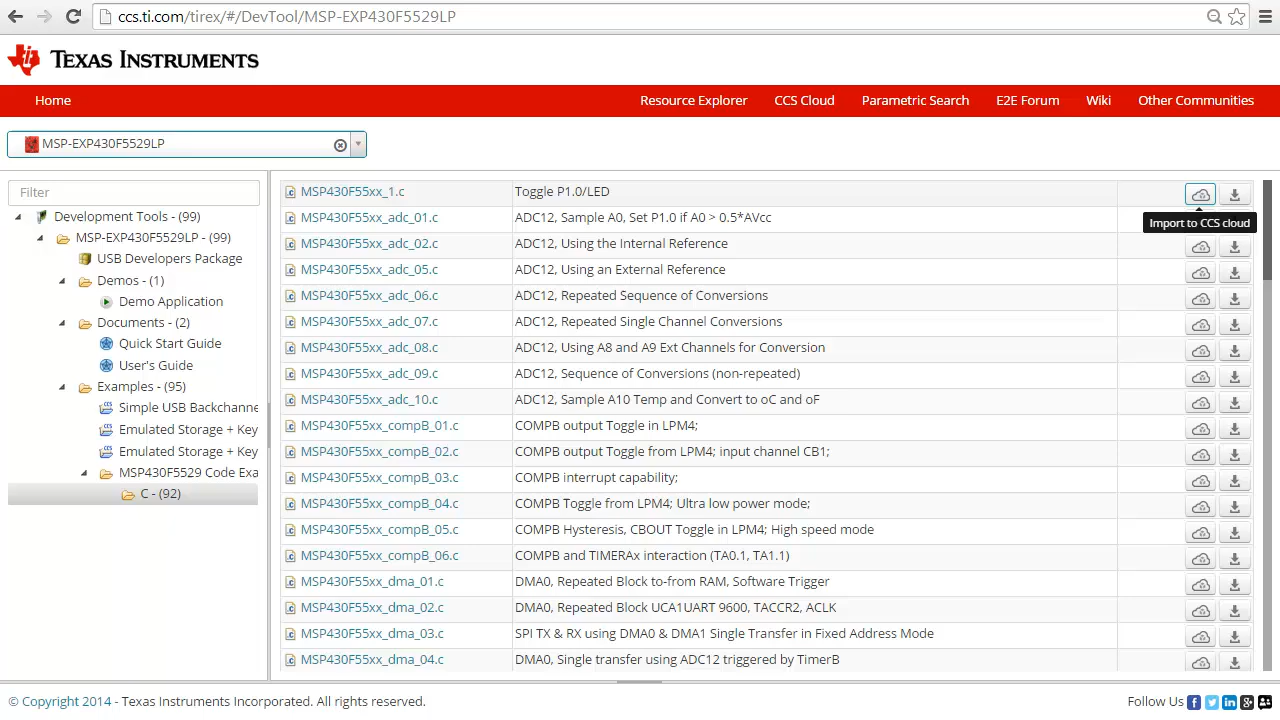 ccs.ti.com/tirex/#/DevTool/MSP-EXP430F5529LP
TEXAS INSTRUMENTS
Home
Resource Explorer
CCS Cloud
Parametric Search
E2E Forum
Wiki
Other Communities
MSP-EXP430F5529LP
Filter
Development Tools - (99)
MSP-EXP430F5529LP - (99)
USB Developers Package
Demos - (1)
Demo Application
Documents - (2)
Quick Start Guide
User's Guide
Examples - (95)
Simple USB Backchanne
Emulated Storage + Key
Emulated Storage + Key
MSP430F5529 Code Exa
C - (92)
MSP430F55xx_1.c Toggle P1.0/LED
Import to CCS cloud
MSP430F55xx_adc_01.c ADC12, Sample A0, Set P1.0 if A0 > 0.5*AVcc
MSP430F55xx_adc_02.c ADC12, Using the Internal Reference
MSP430F55xx_adc_05.c ADC12, Using an External Reference
MSP430F55xx_adc_06.c ADC12, Repeated Sequence of Conversions
MSP430F55xx_adc_07.c ADC12, Repeated Single Channel Conversions
MSP430F55xx_adc_08.c ADC12, Using A8 and A9 Ext Channels for Conversion
MSP430F55xx_adc_09.c ADC12, Sequence of Conversions (non-repeated)
MSP430F55xx_adc_10.c ADC12, Sample A10 Temp and Convert to oC and oF
MSP430F55xx_compB_01.c COMPB output Toggle in LPM4;
MSP430F55xx_compB_02.c COMPB output Toggle from LPM4; input channel CB1;
MSP430F55xx_compB_03.c COMPB interrupt capability;
MSP430F55xx_compB_04.c COMPB Toggle from LPM4; Ultra low power mode;
MSP430F55xx_compB_05.c COMPB Hysteresis, CBOUT Toggle in LPM4; High speed mode
MSP430F55xx_compB_06.c COMPB and TIMERAx interaction (TA0.1, TA1.1)
MSP430F55xx_dma_01.c DMA0, Repeated Block to-from RAM, Software Trigger
MSP430F55xx_dma_02.c DMA0, Repeated Block UCA1UART 9600, TACCR2, ACLK
MSP430F55xx_dma_03.c SPI TX & RX using DMA0 & DMA1 Single Transfer in Fixed Address Mode
MSP430F55xx_dma_04.c DMA0, Single transfer using ADC12 triggered by TimerB
© Copyright 2014 - Texas Instruments Incorporated. All rights reserved.
Follow Us